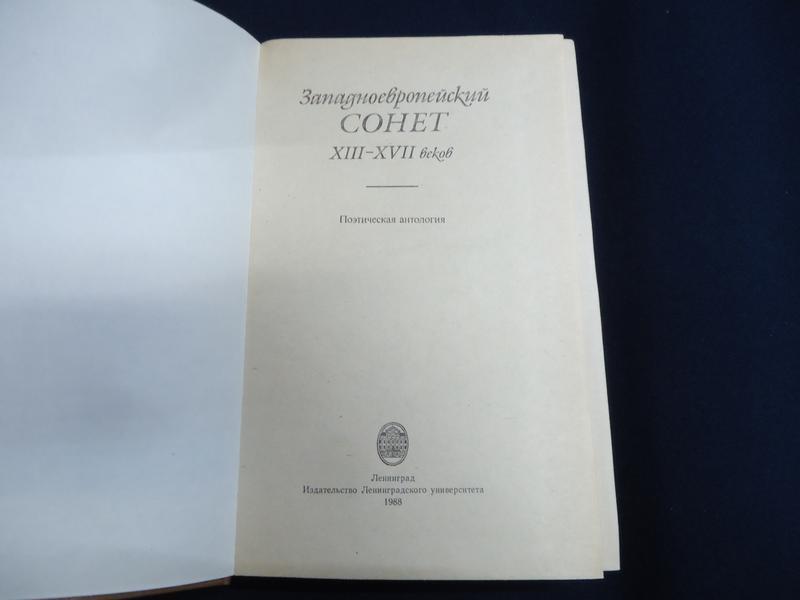 Западноевропейский
СОНЕТ
XIII–XVII веков
Поэтическая антология
Ленинград
Издательство Ленинградского университета
1988